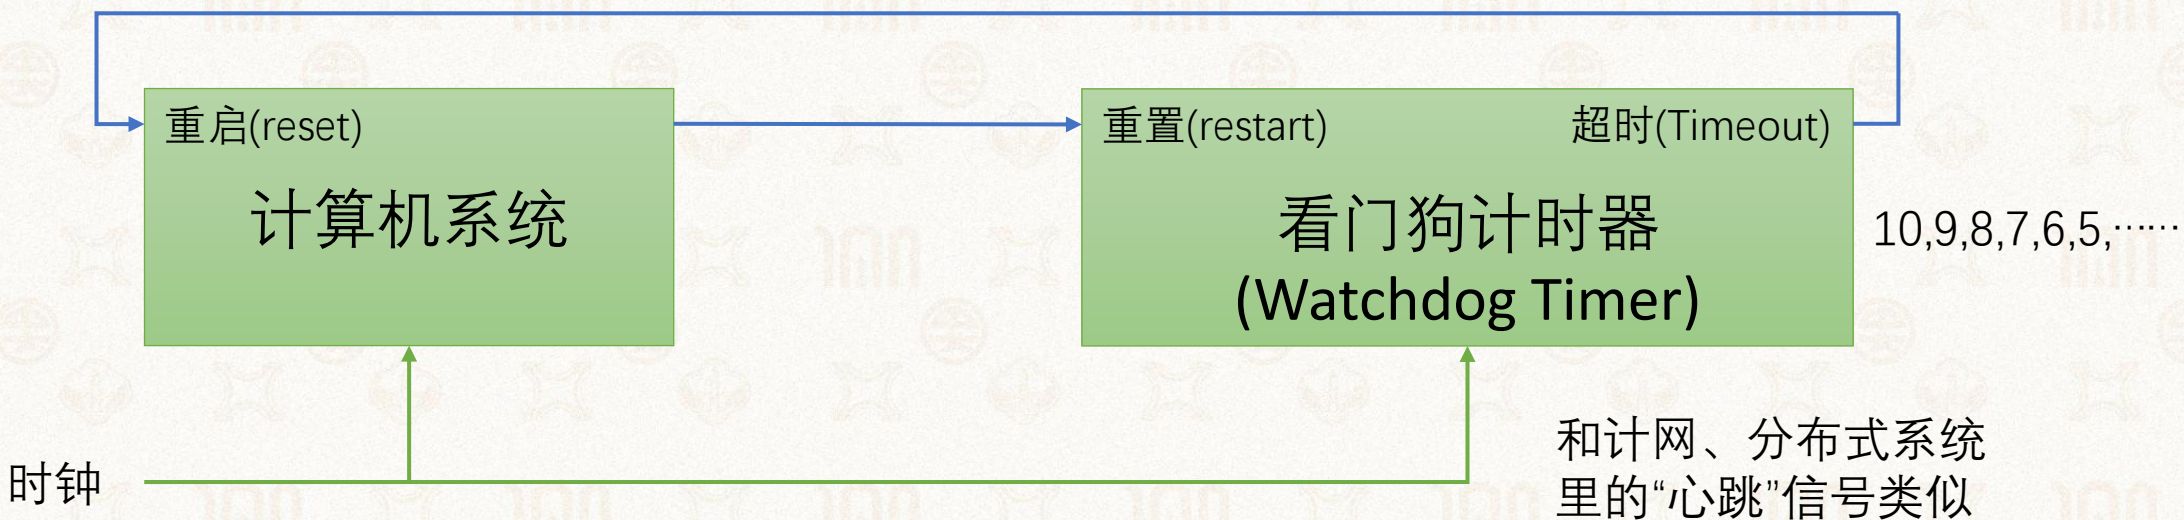 重启(reset)
计算机系统
重置(restart)
超时(Timeout)
看门狗计时器
(Watchdog Timer)
10,9,8,7,6,5,……
时钟
和计网、分布式系统
里的“心跳”信号类似